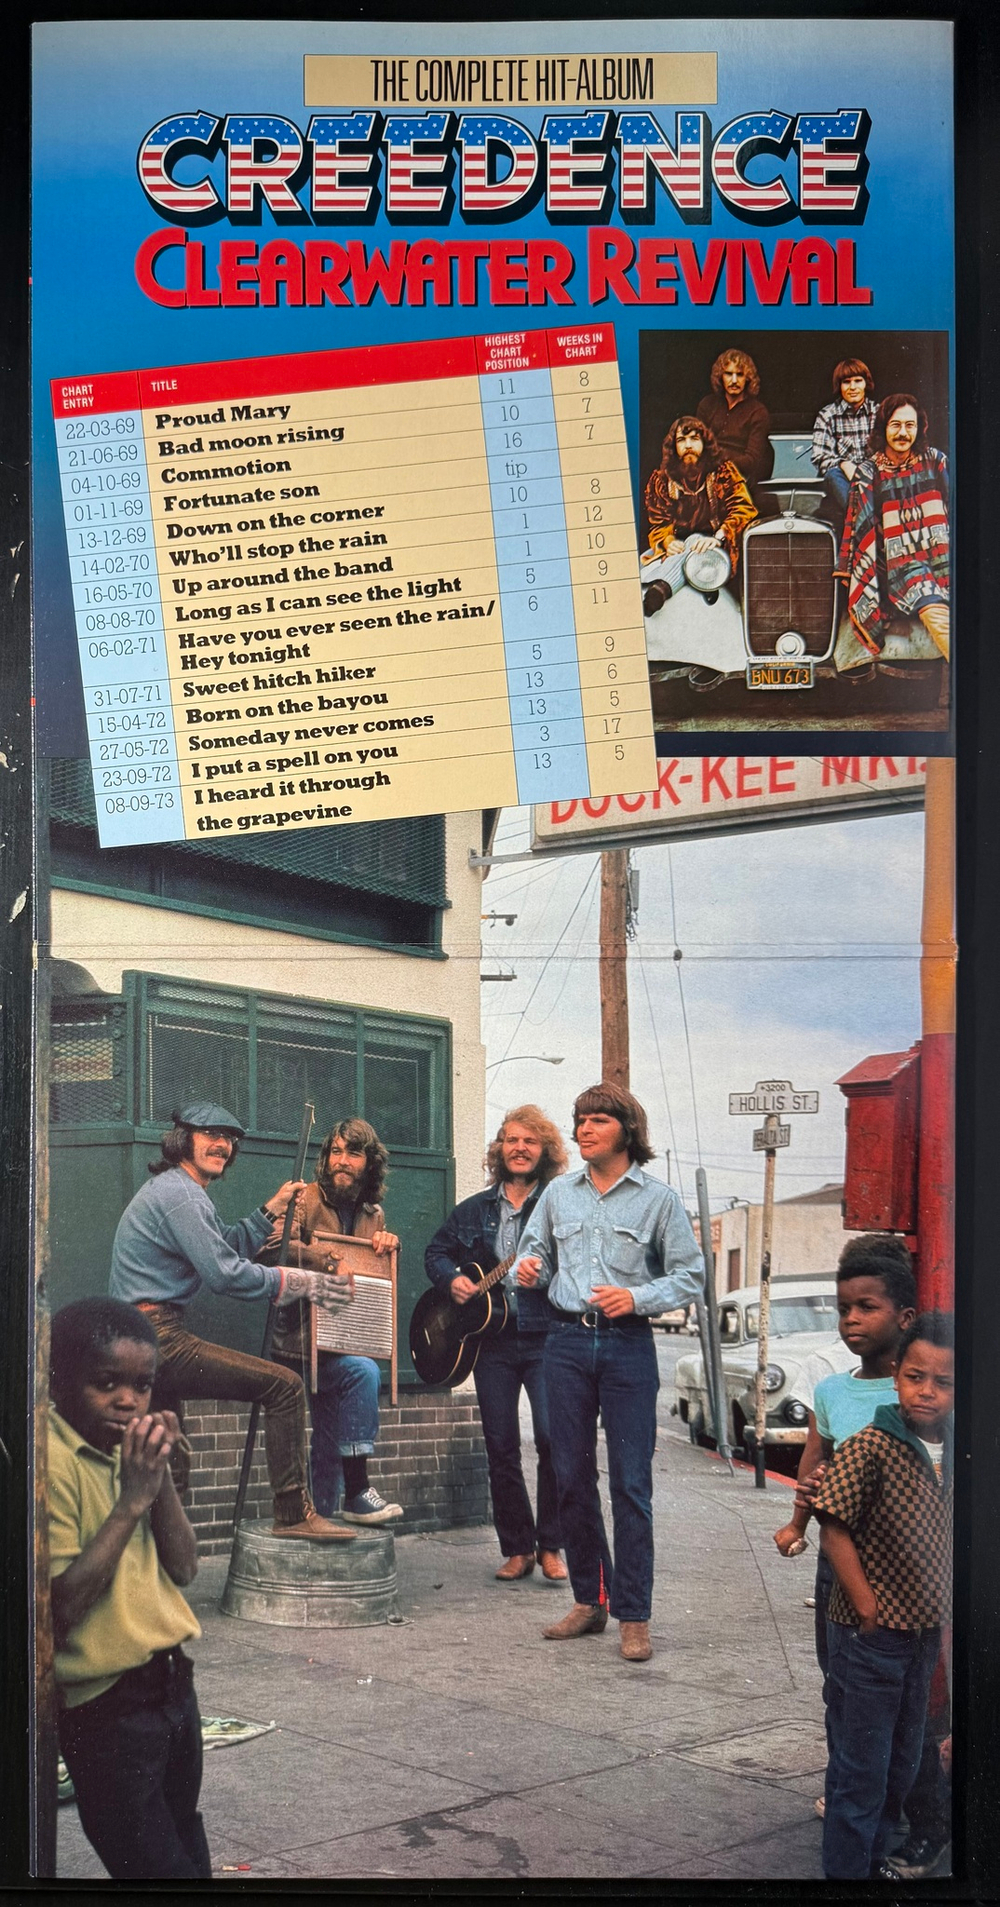 THE COMPLETE HIT-ALBUM
CREEDENCE
CLEARWATER REVIVAL
CHART ENTRY TITLE HIGHEST CHART POSITION WEEKS IN CHART
22-03-69 Proud Mary 11 8
21-06-69 Bad moon rising 10 7
04-10-69 Commotion 16 7
01-11-69 Fortunate son tip
13-12-69 Down on the corner 10 8
14-02-70 Who'll stop the rain 1 12
16-05-70 Up around the band 1 10
08-08-70 Long as I can see the light 5 9
06-02-71 Have you ever seen the rain/ 6 11
Hey tonight
31-07-71 Sweet hitch hiker 5 9
15-04-72 Born on the bayou 13 6
27-05-72 Someday never comes 13 5
23-09-72 I put a spell on you 3 17
08-09-73 I heard it through 13 5
the grapevine
CALIFORNIA
BNU 673
DUCK-KEE MKT.
3200
HOLLIS ST.
PERALTA ST.